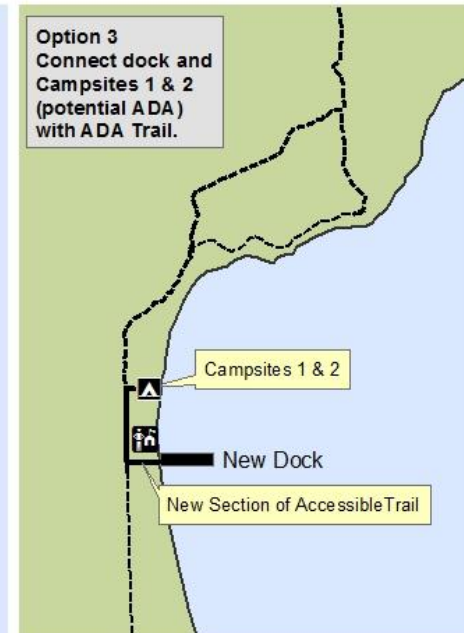 Option 3
Connect dock and
Campsites 1 & 2
(potential ADA)
with ADA Trail.
Campsites 1 & 2
New Dock
New Section of AccessibleTrail